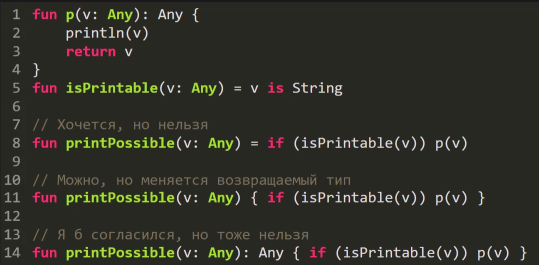 1 fun p(v: Any): Any {
2     println(v)
3     return v
4 }
5 fun isPrintable(v: Any) = v is String
6
7 // Хочется, но нельзя
8 fun printPossible(v: Any) = if (isPrintable(v)) p(v)
9
10 // Можно, но меняется возвращаемый тип
11 fun printPossible(v: Any) { if (isPrintable(v)) p(v) }
12
13 // Я б согласился, но тоже нельзя
14 fun printPossible(v: Any): Any { if (isPrintable(v)) p(v) }